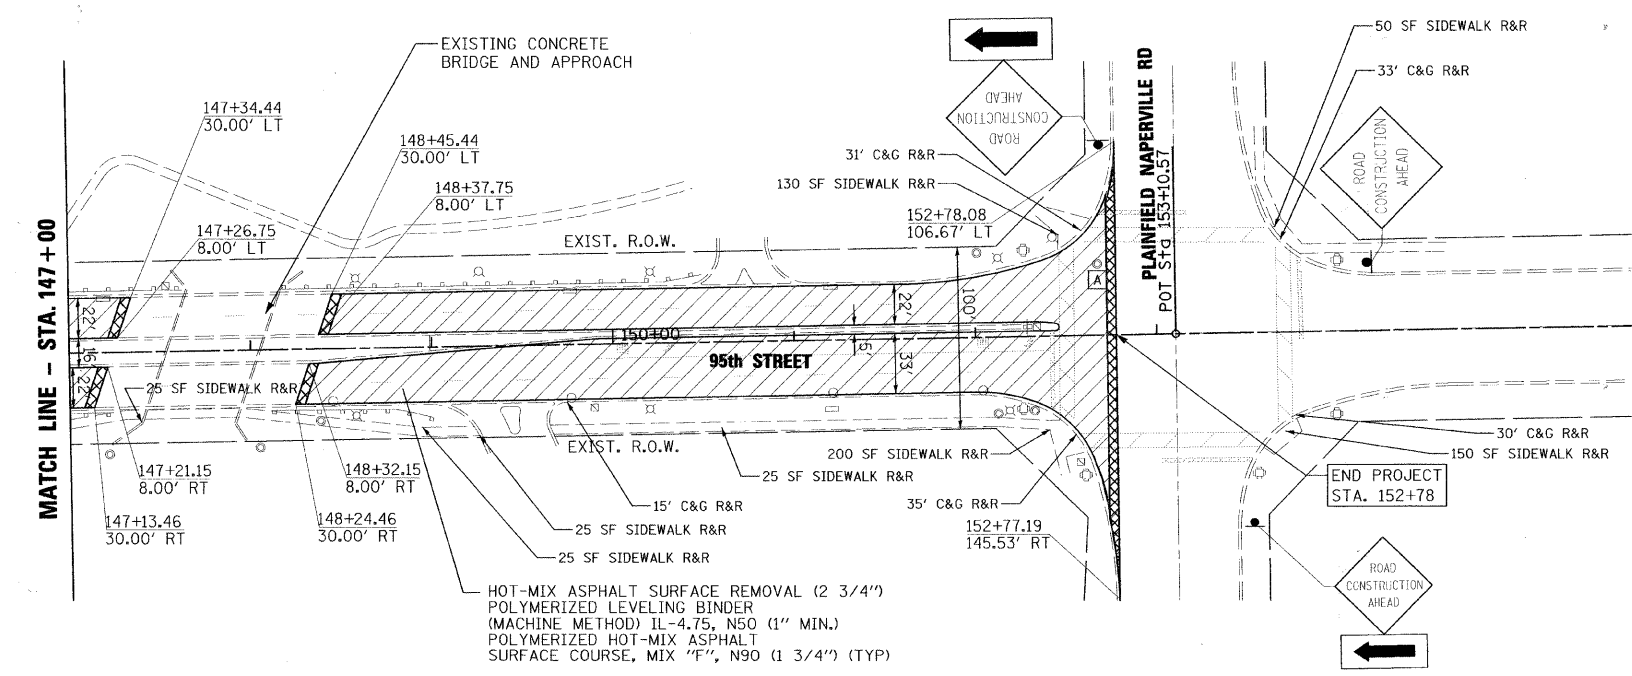 EXISTING CONCRETE
BRIDGE AND APPROACH
147+34.44
30.00' LT
148+45.44
30.00' LT
148+37.75
8.00' LT
147+26.75
8.00' LT
ROAD
CONSTRUCTION
AHEAD
31' C&G R&R
130 SF SIDEWALK R&R
152+78.08
106.67' LT
PLAINFIELD NAPERVILLE RD
POT Sta 153+10.57
50 SF SIDEWALK R&R
33' C&G R&R
ROAD
CONSTRUCTION
AHEAD
MATCH LINE - STA. 147+00
EXIST. R.O.W.
22'
16'
22'
150+00
95th STREET
5'
22'
33'
100'
A
25 SF SIDEWALK R&R
EXIST. R.O.W.
147+21.15
8.00' RT
147+13.46
30.00' RT
148+32.15
8.00' RT
148+24.46
30.00' RT
15' C&G R&R
25 SF SIDEWALK R&R
25 SF SIDEWALK R&R
200 SF SIDEWALK R&R
25 SF SIDEWALK R&R
35' C&G R&R
152+77.19
145.53' RT
30' C&G R&R
150 SF SIDEWALK R&R
END PROJECT
STA. 152+78
ROAD
CONSTRUCTION
AHEAD
HOT-MIX ASPHALT SURFACE REMOVAL (2 3/4")
POLYMERIZED LEVELING BINDER
(MACHINE METHOD) IL-4.75, N50 (1" MIN.)
POLYMERIZED HOT-MIX ASPHALT
SURFACE COURSE, MIX "F", N90 (1 3/4") (TYP)